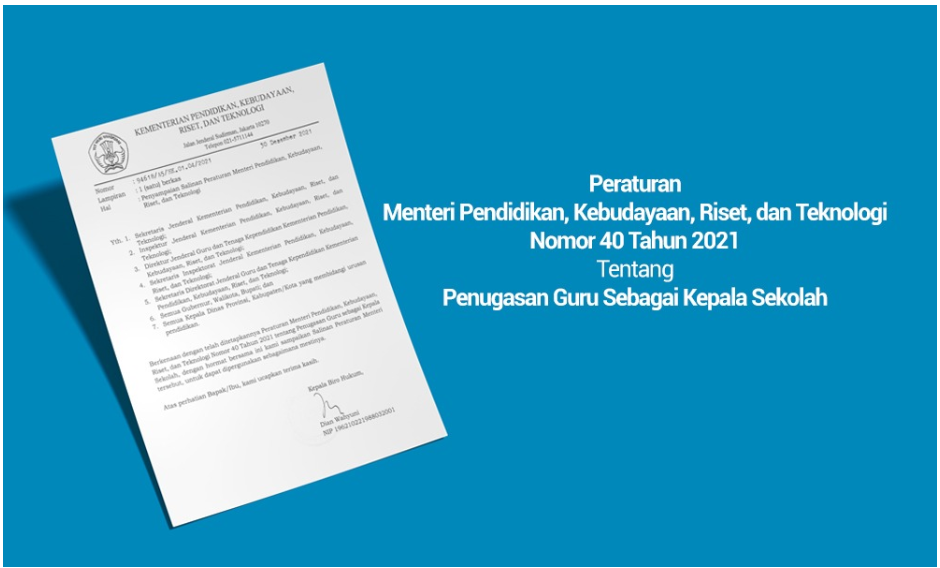 KEMENTERIAN PENDIDIKAN, KEBUDAYAAN,
RISET, DAN TEKNOLOGI
Jalan Jenderal Sudirman, Jakarta 10270
Telepon 021-5711144
30 Desember 2021
Nomor :
Lampiran : 1 (satu) berkas
Hal : Penyampaian Salinan Peraturan Menteri Pendidikan, Kebudayaan,
Riset, dan Teknologi
Yth. 1. Sekretaris Jenderal Kementerian Pendidikan, Kebudayaan, Riset, dan
Teknologi;
2. Inspektur Jenderal Kementerian Pendidikan, Kebudayaan, Riset, dan
Teknologi;
3. Direktur Jenderal Guru dan Tenaga Kependidikan Kementerian Pendidikan,
Kebudayaan, Riset, dan Teknologi;
4. Sekretaris Inspektorat Jenderal Kementerian Pendidikan, Kebudayaan,
Riset, dan Teknologi;
5. Sekretaris Direktorat Jenderal Guru dan Tenaga Kependidikan Kementerian
Pendidikan, Kebudayaan, Riset, dan Teknologi;
6. Semua Gubernur, Walikota, Bupati; dan
7. Semua Kepala Dinas Provinsi, Kabupaten/Kota yang membidangi urusan
pendidikan.
Berkenaan dengan telah ditetapkannya Peraturan Menteri Pendidikan, Kebudayaan,
Riset, dan Teknologi Nomor 40 Tahun 2021 tentang Penugasan Guru sebagai Kepala
Sekolah, dengan hormat bersama ini kami sampaikan Salinan Peraturan Menteri
tersebut, untuk dapat dipergunakan sebagaimana mestinya.
Atas perhatian Bapak/Ibu, kami ucapkan terima kasih.
Kepala Biro Hukum,
Dian Wahyuni
NIP 196210221988032001
Peraturan
Menteri Pendidikan, Kebudayaan, Riset, dan Teknologi
Nomor 40 Tahun 2021
Tentang
Penugasan Guru Sebagai Kepala Sekolah